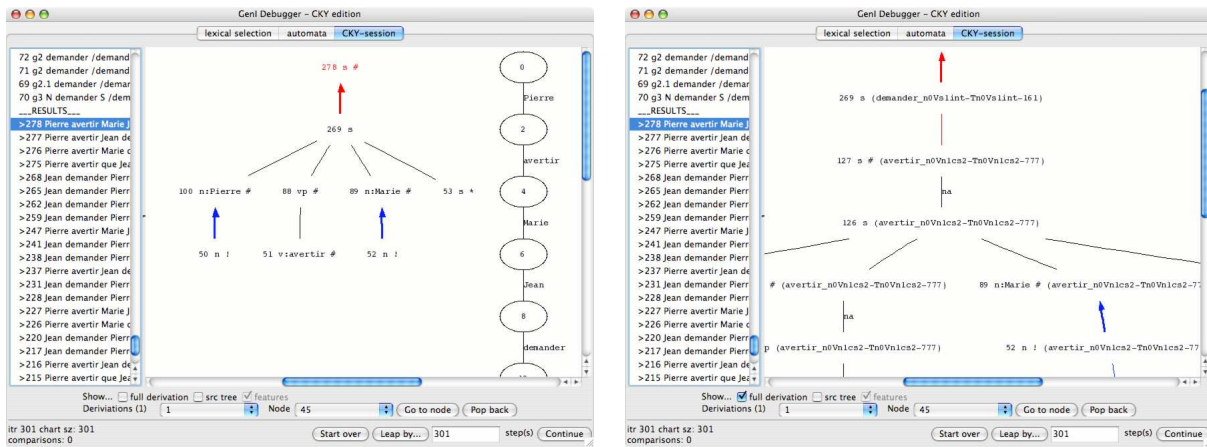 GenI Debugger – CKY edition
lexical selection automata CKY-session
72 g2 demander /demand
71 g2 demander /demand
69 g2.1 demander /demar
70 g3 N demander S /dem
___RESULTS___
>278 Pierre avertir Marie J
>277 Pierre avertir Jean de
>276 Pierre avertir Marie c
>275 Pierre avertir que Jea
>268 Jean demander Pierr
>265 Jean demander Pierr
>262 Jean demander Pierr
>259 Jean demander Pierr
>247 Pierre avertir Marie J
>241 Jean demander Pierr
>238 Jean demander Pierr
>237 Pierre avertir Jean de
>231 Jean demander Pierr
>228 Jean demander Pierr
>227 Pierre avertir Marie J
>226 Pierre avertir Marie c
>220 Jean demander Pierr
>217 Jean demander Pierr
>216 Pierre avertir Jean de
>215 Pierre avertir que Jea
278 s #
269 s
100 n:Pierre # 88 vp # 89 n:Marie # 53 s *
50 n ! 51 v:avertir # 52 n !
0
Pierre
2
avertir
4
Marie
6
Jean
8
demander
Show... full derivation src tree features
Deriviations (1) 1 Node 45 Go to node Pop back
itr 301 chart sz: 301
comparisons: 0
Start over Leap by... 301 step(s) Continue
GenI Debugger – CKY edition
lexical selection automata CKY-session
72 g2 demander /demand
71 g2 demander /demand
69 g2.1 demander /demar
70 g3 N demander S /dem
___RESULTS___
>278 Pierre avertir Marie J
>277 Pierre avertir Jean de
>276 Pierre avertir Marie c
>275 Pierre avertir que Jea
>268 Jean demander Pierr
>265 Jean demander Pierr
>262 Jean demander Pierr
>259 Jean demander Pierr
>247 Pierre avertir Marie J
>241 Jean demander Pierr
>238 Jean demander Pierr
>237 Pierre avertir Jean de
>231 Jean demander Pierr
>228 Jean demander Pierr
>227 Pierre avertir Marie J
>226 Pierre avertir Marie c
>220 Jean demander Pierr
>217 Jean demander Pierr
>216 Pierre avertir Jean de
>215 Pierre avertir que Jea
269 s (demander_n0Vs1int-Tn0Vs1int-161)
127 s # (avertir_n0Vn1cs2-Tn0Vn1cs2-777)
na
126 s (avertir_n0Vn1cs2-Tn0Vn1cs2-777)
# (avertir_n0Vn1cs2-Tn0Vn1cs2-777) 89 n:Marie # (avertir_n0Vn1cs2-Tn0Vn1cs2-77
na
p (avertir_n0Vn1cs2-Tn0Vn1cs2-777) 52 n ! (avertir_n0Vn1cs2-Tn0Vn1cs2-77
Show... full derivation src tree features
Deriviations (1) 1 Node 45 Go to node Pop back
itr 301 chart sz: 301
comparisons: 0
Start over Leap by... 301 step(s) Continue